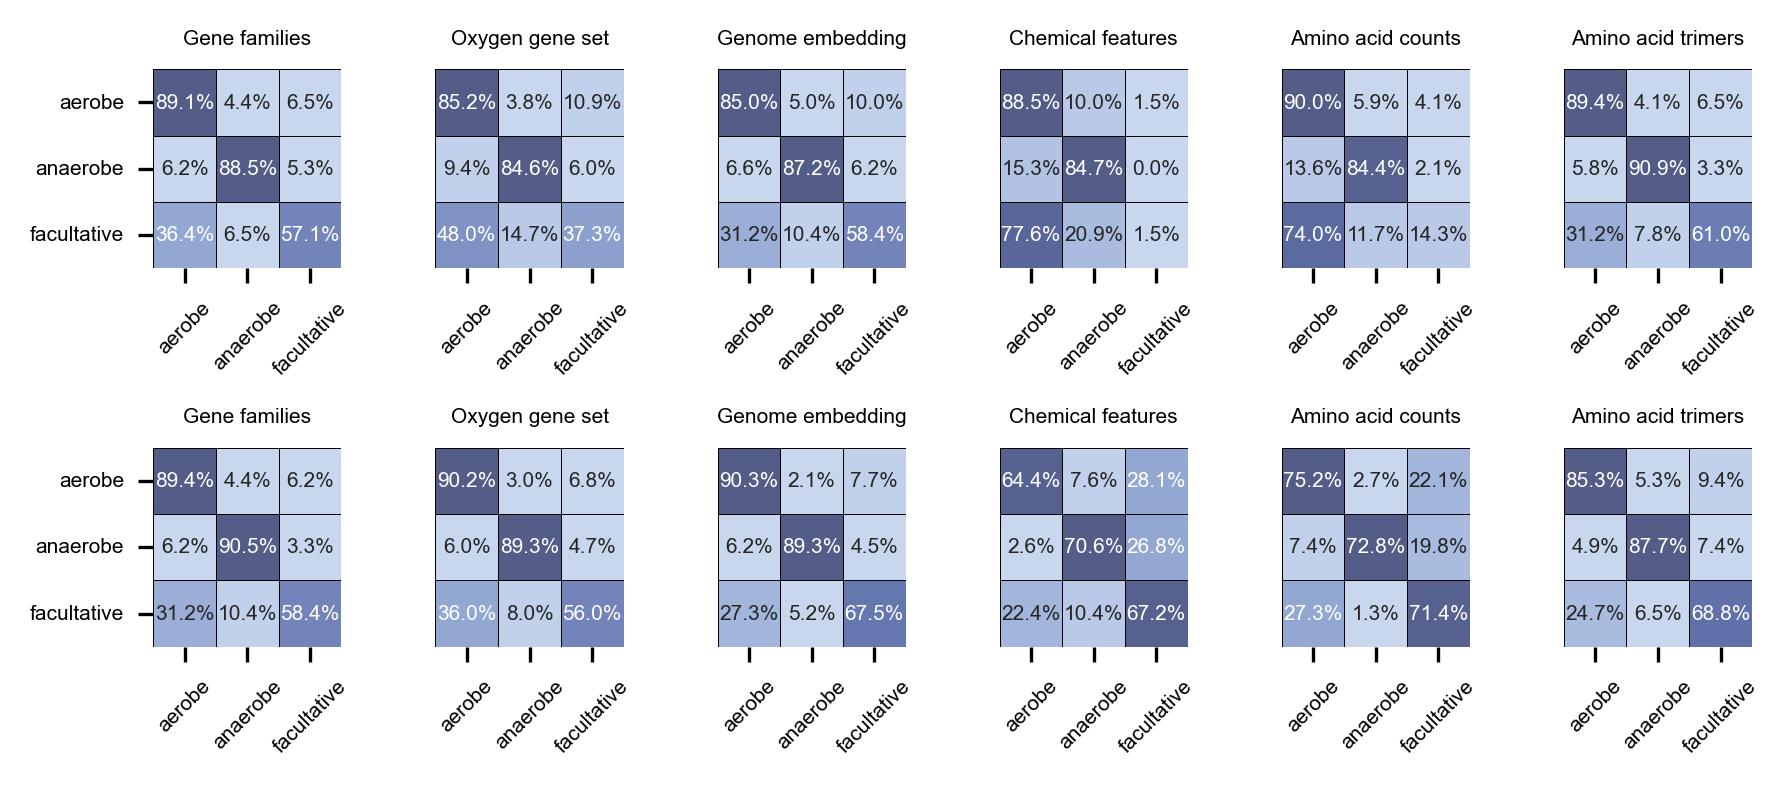 Gene families Oxygen gene set Genome embedding Chemical features Amino acid counts Amino acid trimers
aerobe 89.1% 4.4% 6.5% 85.2% 3.8% 10.9% 85.0% 5.0% 10.0% 88.5% 10.0% 1.5% 90.0% 5.9% 4.1% 89.4% 4.1% 6.5%
anaerobe 6.2% 88.5% 5.3% 9.4% 84.6% 6.0% 6.6% 87.2% 6.2% 15.3% 84.7% 0.0% 13.6% 84.4% 2.1% 5.8% 90.9% 3.3%
facultative 36.4% 6.5% 57.1% 48.0% 14.7% 37.3% 31.2% 10.4% 58.4% 77.6% 20.9% 1.5% 74.0% 11.7% 14.3% 31.2% 7.8% 61.0%
aerobe anaerobe facultative aerobe anaerobe facultative aerobe anaerobe facultative aerobe anaerobe facultative aerobe anaerobe facultative aerobe anaerobe facultative
Gene families Oxygen gene set Genome embedding Chemical features Amino acid counts Amino acid trimers
aerobe 89.4% 4.4% 6.2% 90.2% 3.0% 6.8% 90.3% 2.1% 7.7% 64.4% 7.6% 28.1% 75.2% 2.7% 22.1% 85.3% 5.3% 9.4%
anaerobe 6.2% 90.5% 3.3% 6.0% 89.3% 4.7% 6.2% 89.3% 4.5% 2.6% 70.6% 26.8% 7.4% 72.8% 19.8% 4.9% 87.7% 7.4%
facultative 31.2% 10.4% 58.4% 36.0% 8.0% 56.0% 27.3% 5.2% 67.5% 22.4% 10.4% 67.2% 27.3% 1.3% 71.4% 24.7% 6.5% 68.8%
aerobe anaerobe facultative aerobe anaerobe facultative aerobe anaerobe facultative aerobe anaerobe facultative aerobe anaerobe facultative aerobe anaerobe facultative